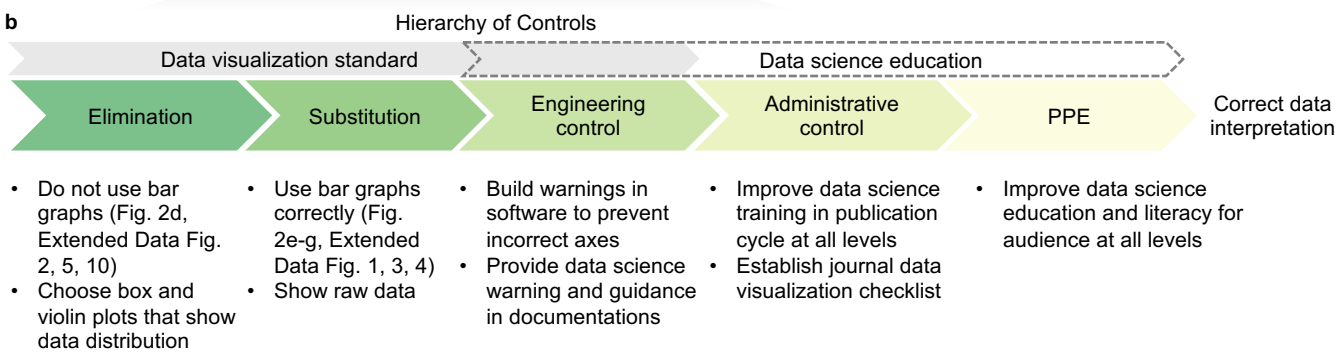 b
Hierarchy of Controls
Data visualization standard
Data science education
Elimination
Substitution
Engineering
control
Administrative
control
PPE
Correct data
interpretation
• Do not use bar
graphs (Fig. 2d,
Extended Data Fig.
2, 5, 10)
• Choose box and
violin plots that show
data distribution
• Use bar graphs
correctly (Fig.
2e-g, Extended
Data Fig. 1, 3, 4)
• Show raw data
• Build warnings in
software to prevent
incorrect axes
• Provide data science
warning and guidance
in documentations
• Improve data science
training in publication
cycle at all levels
• Establish journal data
visualization checklist
• Improve data science
education and literacy for
audience at all levels